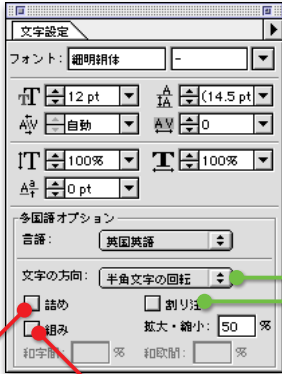 文字設定
フォント: 細明朝体 -
12 pt (14.5 pt
自動 0
100% 100%
0 pt
多国語オプション
言語: 英国英語
文字の方向: 半角文字の回転
詰め 割り注
組み 拡大・縮小: 50 %
和字間: % 和欧間: %